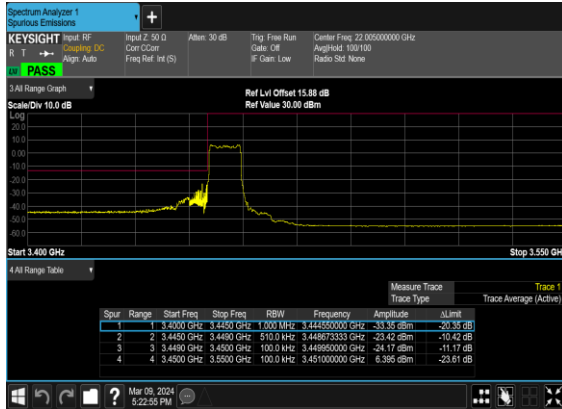 Spectrum Analyzer 1
Spurious Emissions
+
KEYSIGHT Input: RF Input Z: 50 Ω Atten: 30 dB Trig: Free Run Center Freq: 22.005000000 GHz
R T Coupling: DC Corr CCorr Gate: Off Avg|Hold: 100/100
Align: Auto Freq Ref: Int (S) IF Gain: Low Radio Std: None
LVI PASS
3 All Range Graph Ref Lvl Offset 15.88 dB
Scale/Div 10.0 dB Ref Value 30.00 dBm
Log
20.0
10.0
0.00
-10.0
-20.0
-30.0
-40.0
-50.0
-60.0
Start 3.400 GHz Stop 3.550 GH
4 All Range Table
Measure Trace Trace 1
Trace Type Trace Average (Active)
Spur Range Start Freq Stop Freq RBW Frequency Amplitude ΔLimit
1 1 3.4000 GHz 3.4450 GHz 1.000 MHz 3.444550000 GHz -33.35 dBm -20.35 dB
2 2 3.4450 GHz 3.4490 GHz 510.0 kHz 3.448673333 GHz -23.42 dBm -10.42 dB
3 3 3.4490 GHz 3.4500 GHz 100.0 kHz 3.449950000 GHz -24.17 dBm -11.17 dB
4 4 3.4500 GHz 3.5500 GHz 100.0 kHz 3.451000000 GHz 6.395 dBm -23.61 dB
? Mar 09, 2024
5:22:55 PM